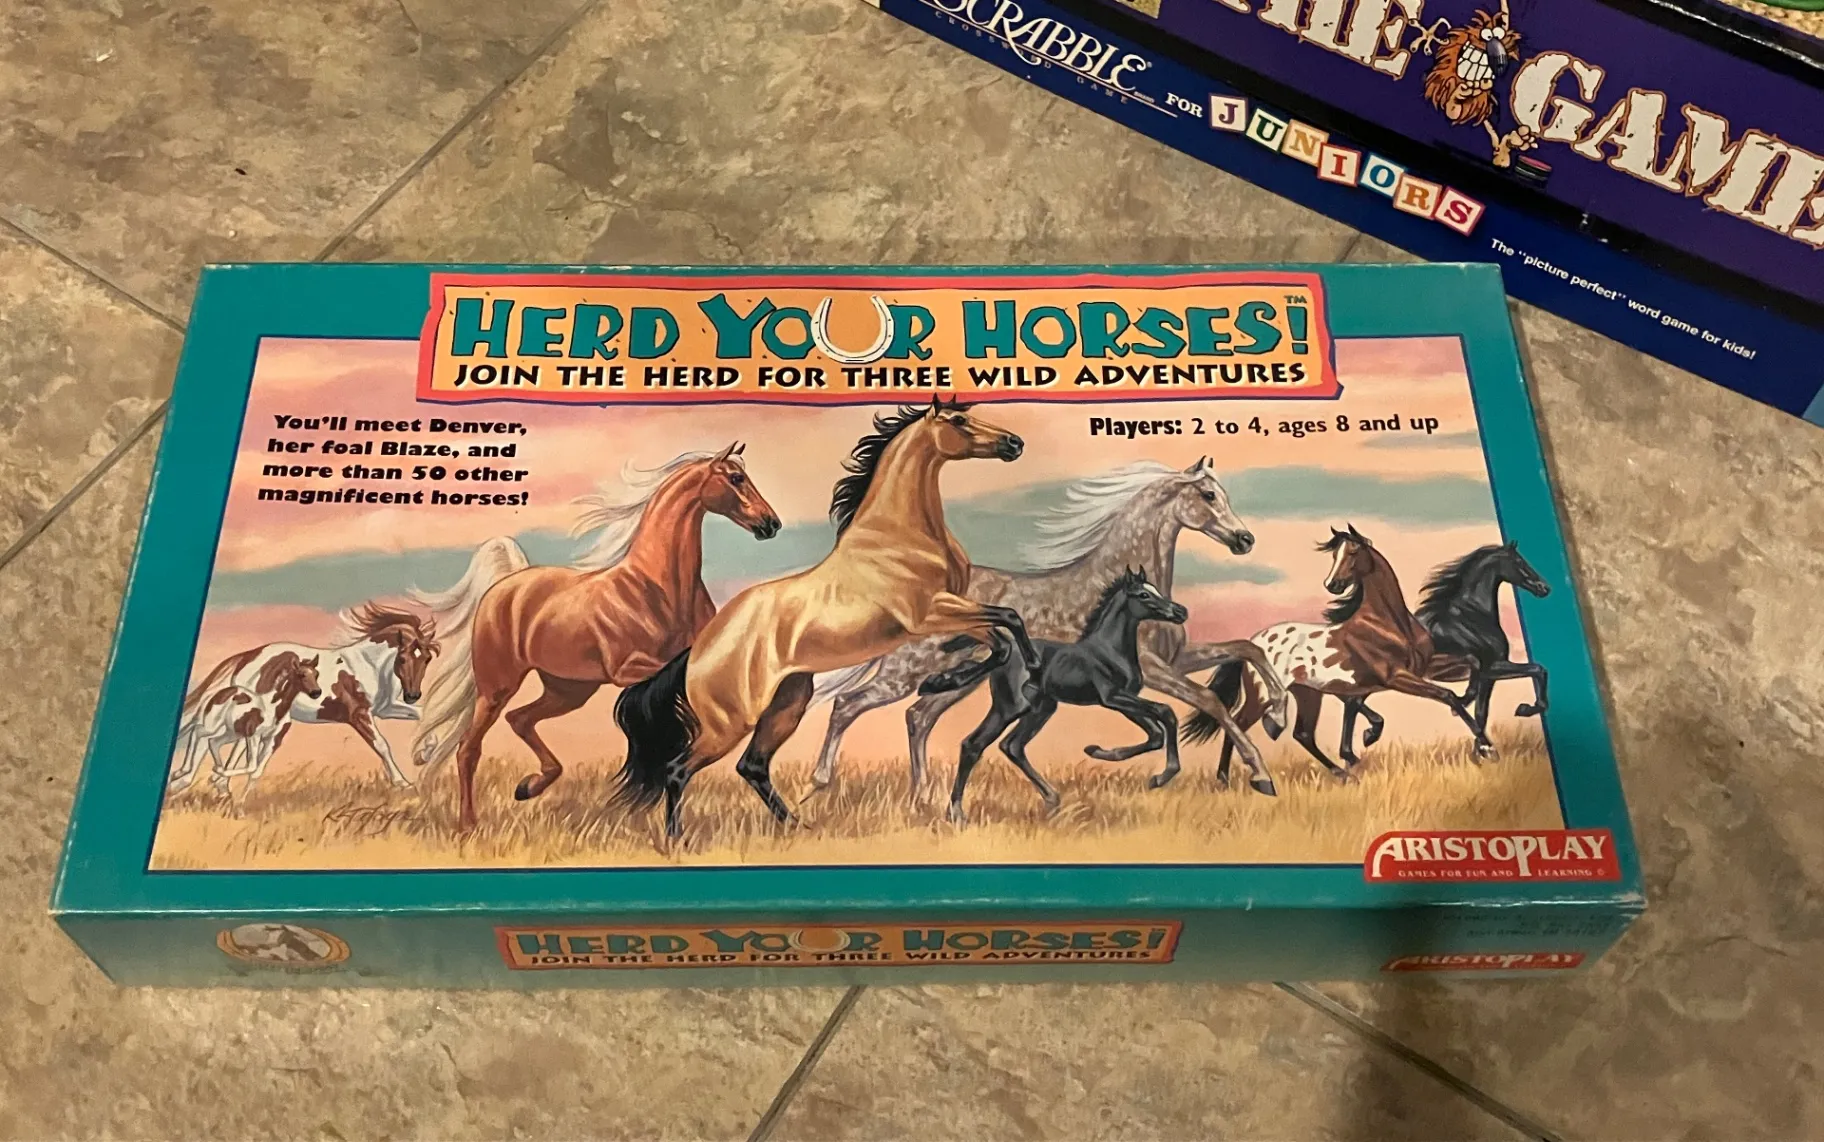 SCRABBLE
CROSSWORD GAME
FOR JUNIORS
The "picture perfect" word game for kids!
GAME
HERD YOUR HORSES!™
JOIN THE HERD FOR THREE WILD ADVENTURES
You'll meet Denver,
her foal Blaze, and
more than 50 other
magnificent horses!
Players: 2 to 4, ages 8 and up
ARISTOPLAY
GAMES FOR FUN AND LEARNING ©
HERD YOUR HORSES!
JOIN THE HERD FOR THREE WILD ADVENTURES
ARISTOPLAY